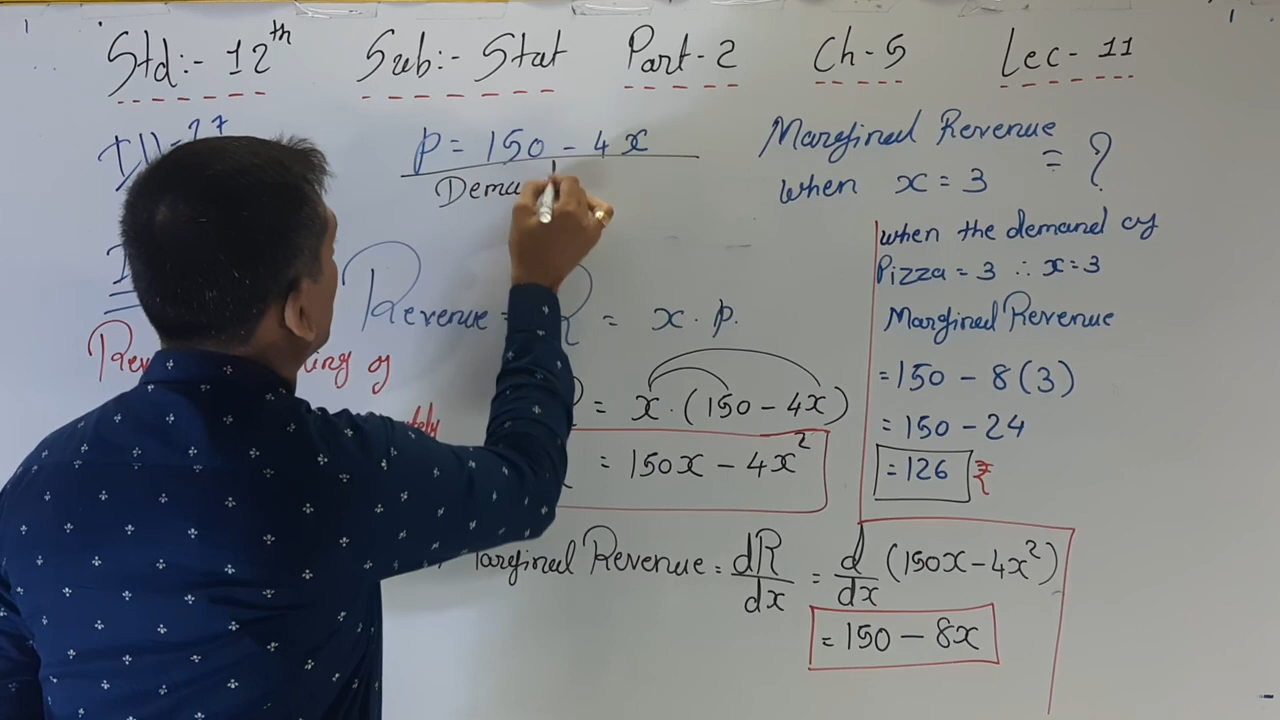 Std:- 12th Sub:- Stat Part-2 Ch-5 Lec-11
p = 150 - 4x
Marginal Revenue
when x = 3 = ?
when the demand of
Pizza = 3 ∴ x = 3
Revenue = R = x . p.
Marginal Revenue
= 150 - 8(3)
= x . (150 - 4x)
= 150 - 24
= 150x - 4x²
= 126 ₹
Marginal Revenue = dR/dx = d/dx (150x - 4x²)
= 150 - 8x